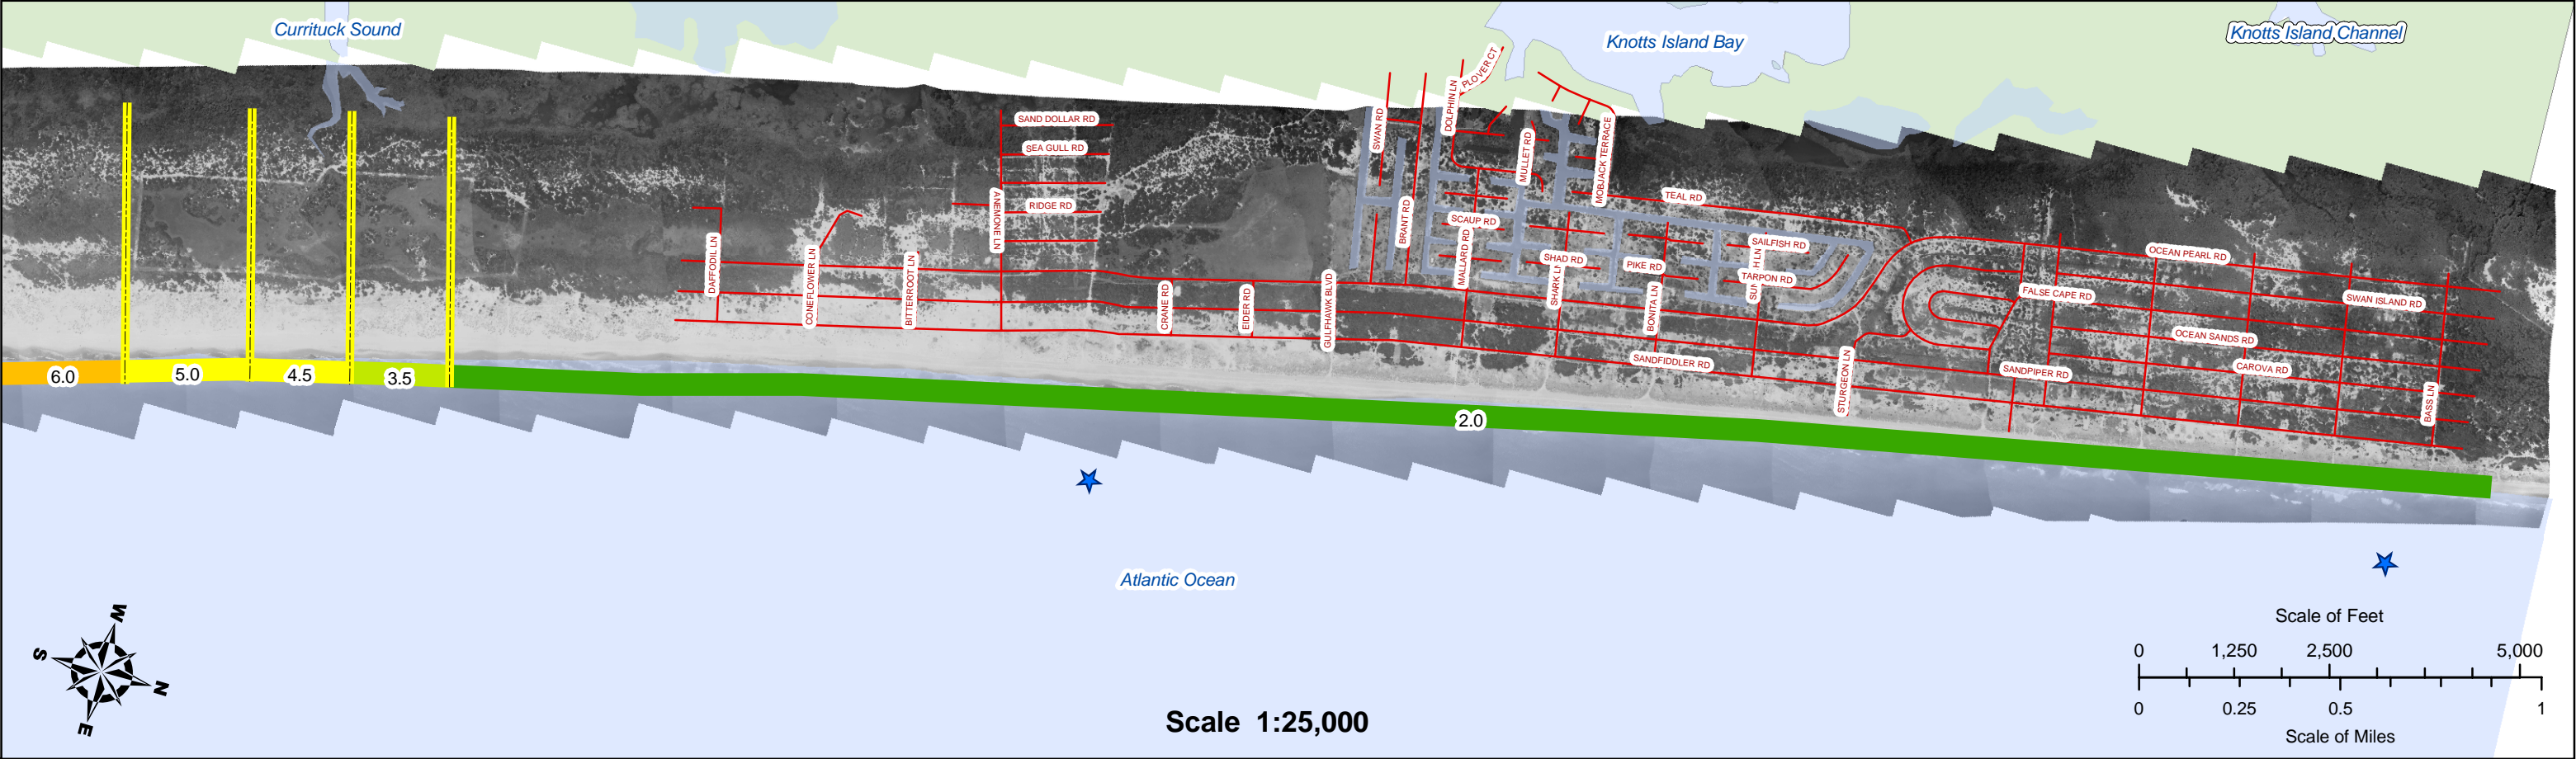 Currituck Sound
Knotts Island Bay
Knotts Island Channel
PLOVER CT
DOLPHIN LN
SWAN RD
SAND DOLLAR RD
SEA GULL RD
MULLET RD
MOBJACK TERRACE
TEAL RD
ANEMONE LN
RIDGE RD
BRANT RD
SCAUP RD
MALLARD RD
SAILFISH RD
OCEAN PEARL RD
DAFFODIL LN
CONEFLOWER LN
BITTERROOT LN
SHAD RD
SHARK LN
PIKE RD
TARPON RD
FALSE CAPE RD
SWAN ISLAND RD
CRANE RD
EIDER RD
GULFHAWK BLVD
BONITA LN
OCEAN SANDS RD
SANDFIDDLER RD
STURGEON LN
SANDPIPER RD
CAROVA RD
BASS LN
6.0
5.0
4.5
3.5
2.0
Atlantic Ocean
W
S
N
E
Scale 1:25,000
Scale of Feet
0 1,250 2,500 5,000
0 0.25 0.5 1
Scale of Miles